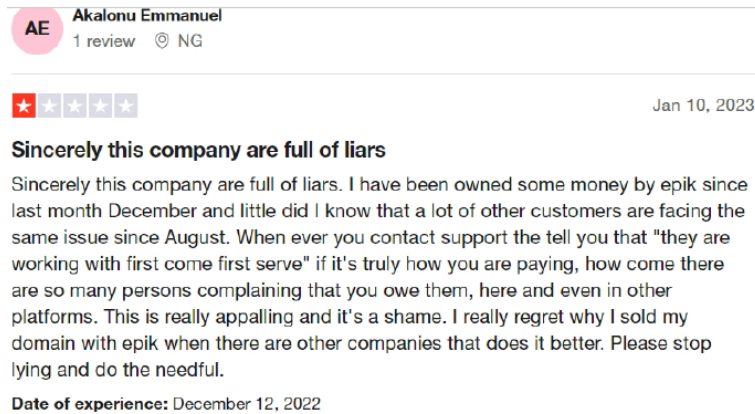 AE
Akalonu Emmanuel
1 review NG
Jan 10, 2023
Sincerely this company are full of liars
Sincerely this company are full of liars. I have been owned some money by epik since
last month December and little did I know that a lot of other customers are facing the
same issue since August. When ever you contact support the tell you that "they are
working with first come first serve" if it's truly how you are paying, how come there
are so many persons complaining that you owe them, here and even in other
platforms. This is really appalling and it's a shame. I really regret why I sold my
domain with epik when there are other companies that does it better. Please stop
lying and do the needful.
Date of experience: December 12, 2022